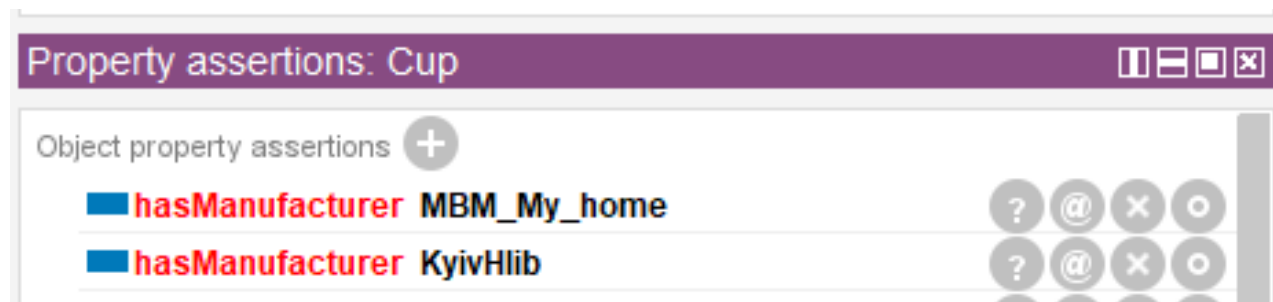 Property assertions: Cup
Object property assertions
hasManufacturer MBM_My_home
hasManufacturer KyivHlib